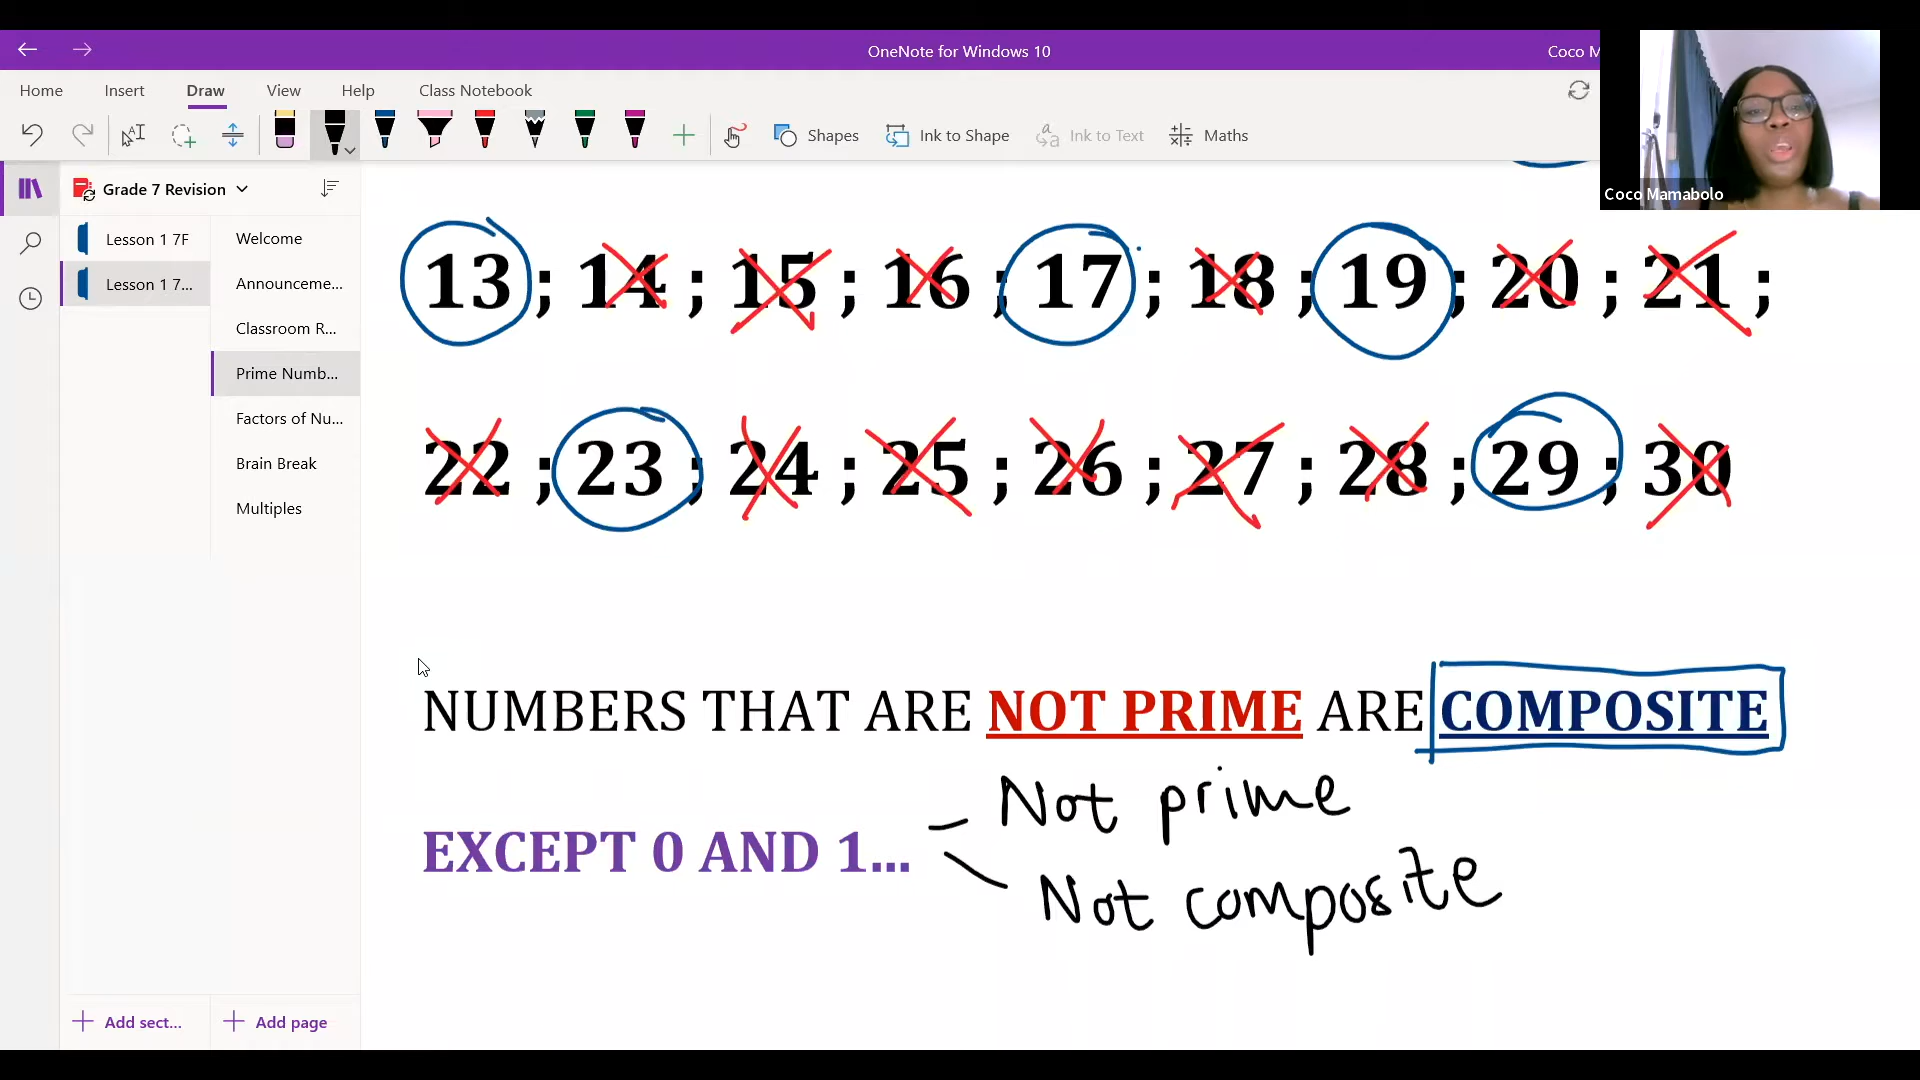 OneNote for Windows 10
Coco M
Home Insert Draw View Help Class Notebook
Shapes Ink to Shape Ink to Text Maths
Coco Mamabolo
Grade 7 Revision
Lesson 1 7F
Lesson 1 7...
Welcome
Announceme...
Classroom R...
Prime Numb...
Factors of Nu...
Brain Break
Multiples
Add sect...
Add page
13 ; 14 ; 15 ; 16 ; 17 ; 18 ; 19 ; 20 ; 21 ;
22 ; 23 ; 24 ; 25 ; 26 ; 27 ; 28 ; 29 ; 30
NUMBERS THAT ARE NOT PRIME ARE COMPOSITE
EXCEPT 0 AND 1...
Not prime
Not composite